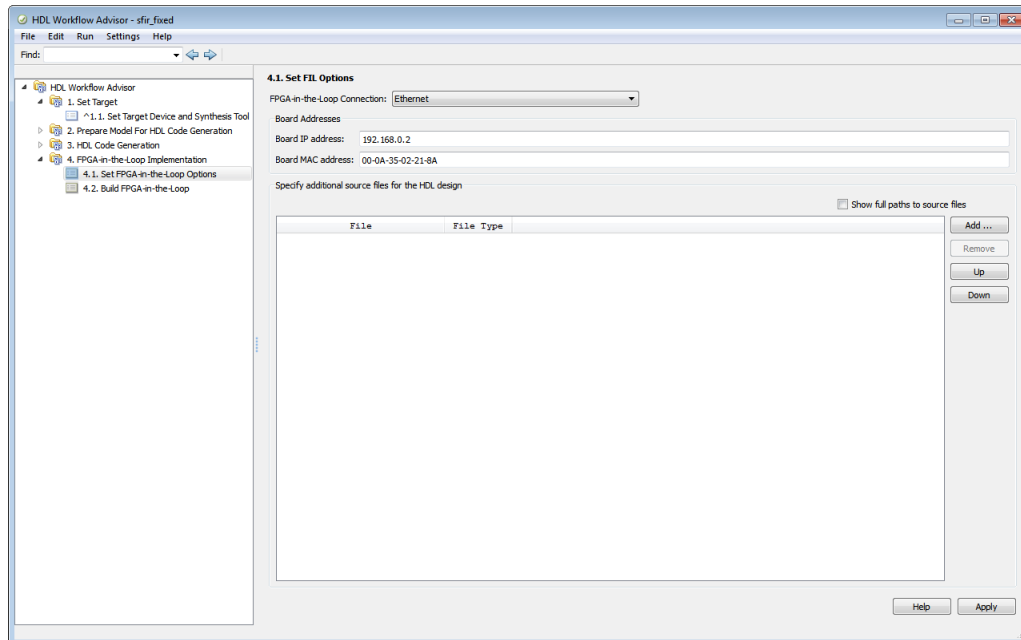 HDL Workflow Advisor - sfir_fixed
File Edit Run Settings Help
Find:
HDL Workflow Advisor
1. Set Target
^1.1. Set Target Device and Synthesis Tool
2. Prepare Model For HDL Code Generation
3. HDL Code Generation
4. FPGA-in-the-Loop Implementation
4.1. Set FPGA-in-the-Loop Options
4.2. Build FPGA-in-the-Loop
4.1. Set FIL Options
FPGA-in-the-Loop Connection: Ethernet
Board Addresses
Board IP address: 192.168.0.2
Board MAC address: 00-0A-35-02-21-8A
Specify additional source files for the HDL design
Show full paths to source files
File File Type
Add ...
Remove
Up
Down
Help Apply